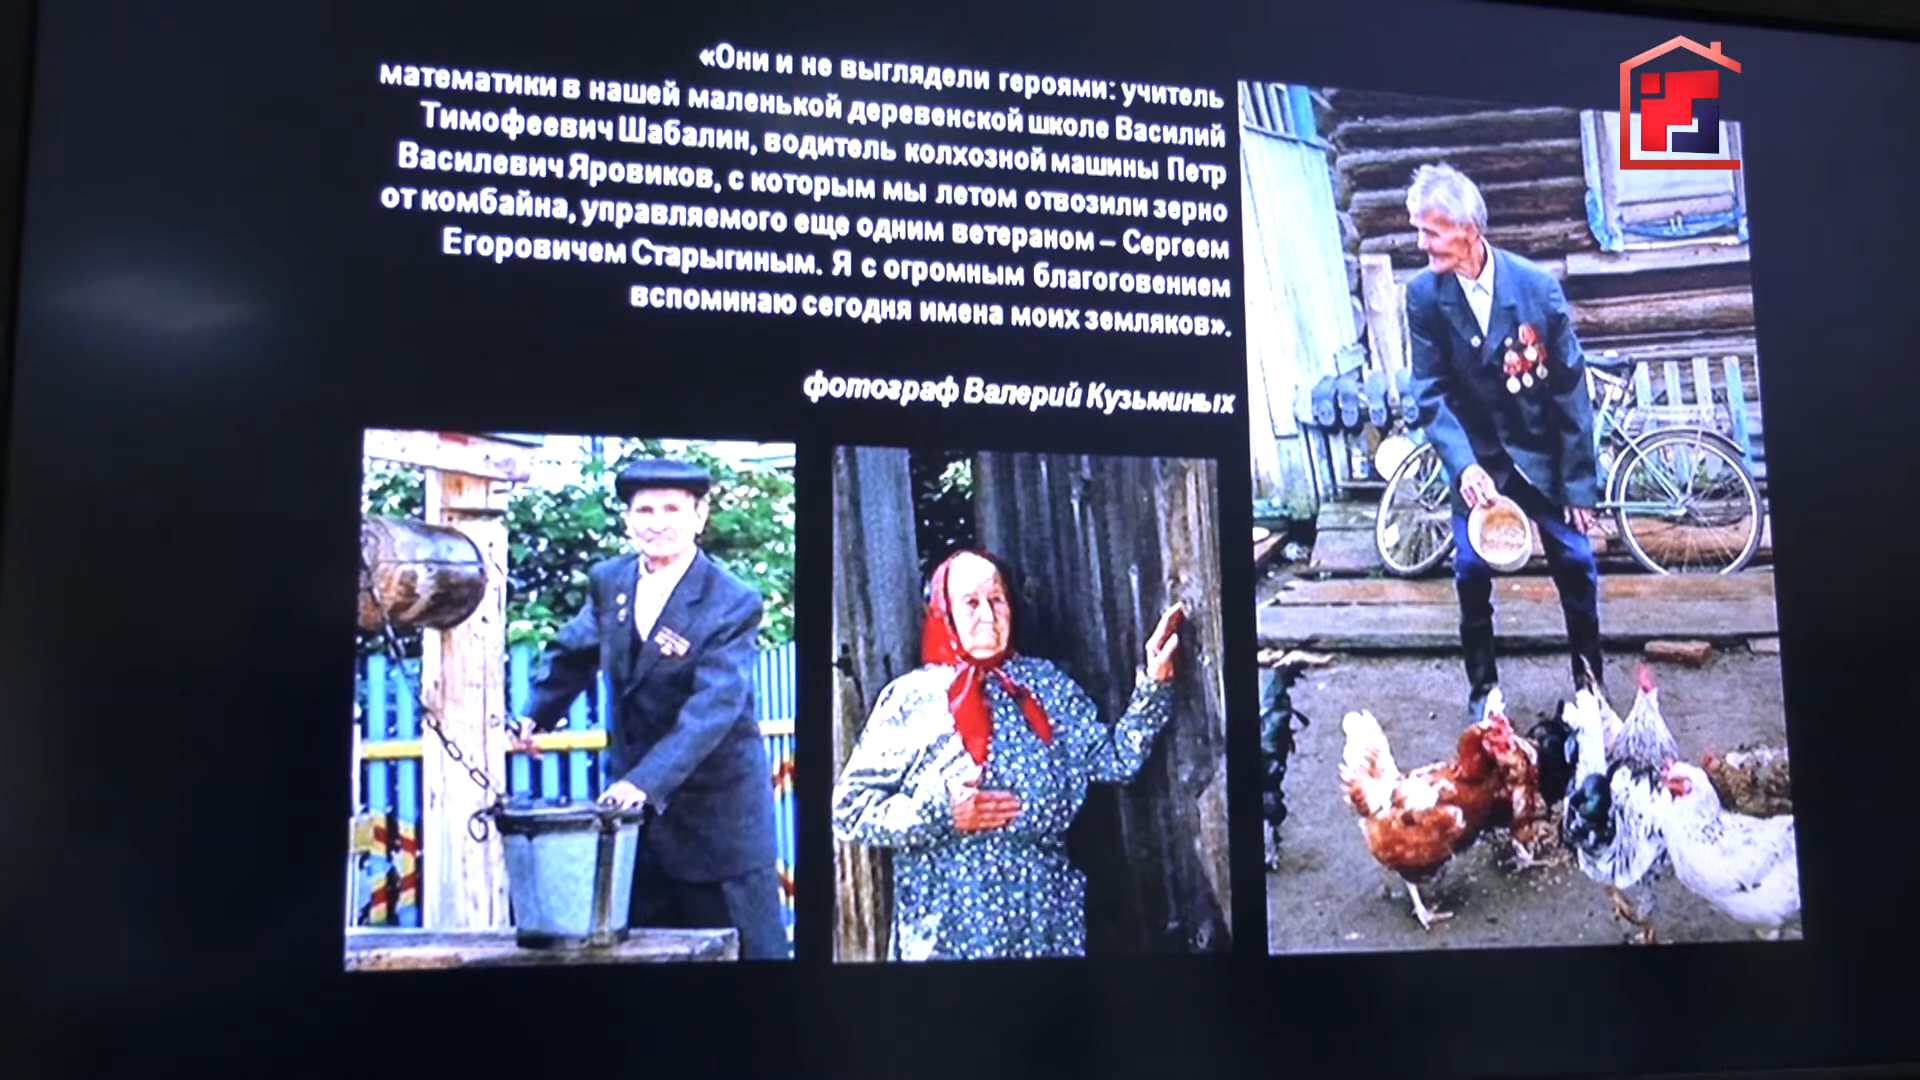 «Они и не выглядели героями: учитель
математики в нашей маленькой деревенской школе Василий
Тимофеевич Шабалин, водитель колхозной машины Петр
Василевич Яровиков, с которым мы летом отвозили зерно
от комбайна, управляемого еще одним ветераном – Сергеем
Егоровичем Старыгиным. Я с огромным благоговением
вспоминаю сегодня имена моих земляков».
фотограф Валерий Кузьминых